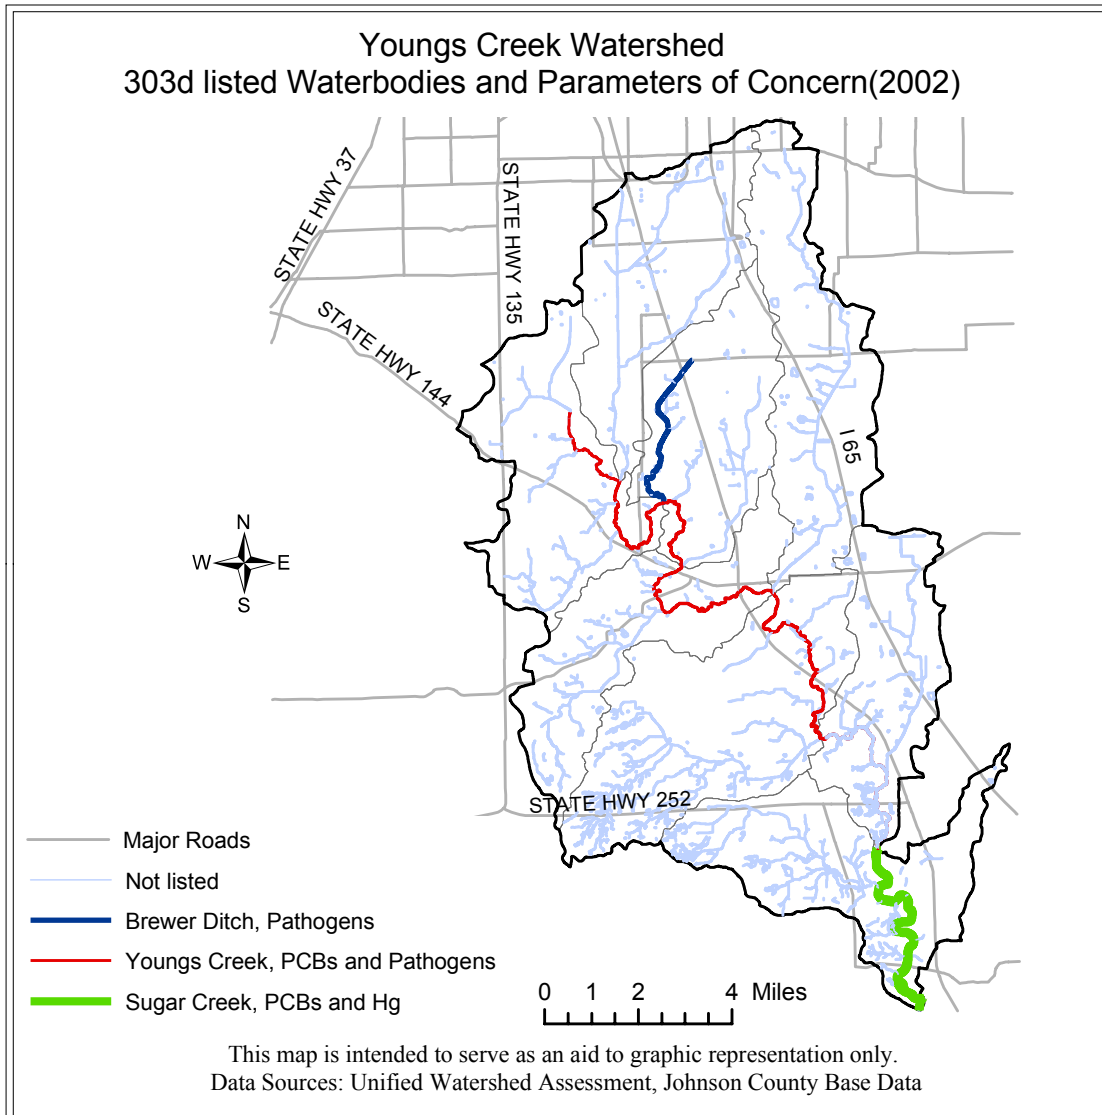 Youngs Creek Watershed
303d listed Waterbodies and Parameters of Concern(2002)
STATE HWY 37
STATE HWY 135
STATE HWY 144
I 65
N
W E
S
STATE HWY 252
Major Roads
Not listed
Brewer Ditch, Pathogens
Youngs Creek, PCBs and Pathogens
Sugar Creek, PCBs and Hg
0 1 2 4 Miles
This map is intended to serve as an aid to graphic representation only.
Data Sources: Unified Watershed Assessment, Johnson County Base Data